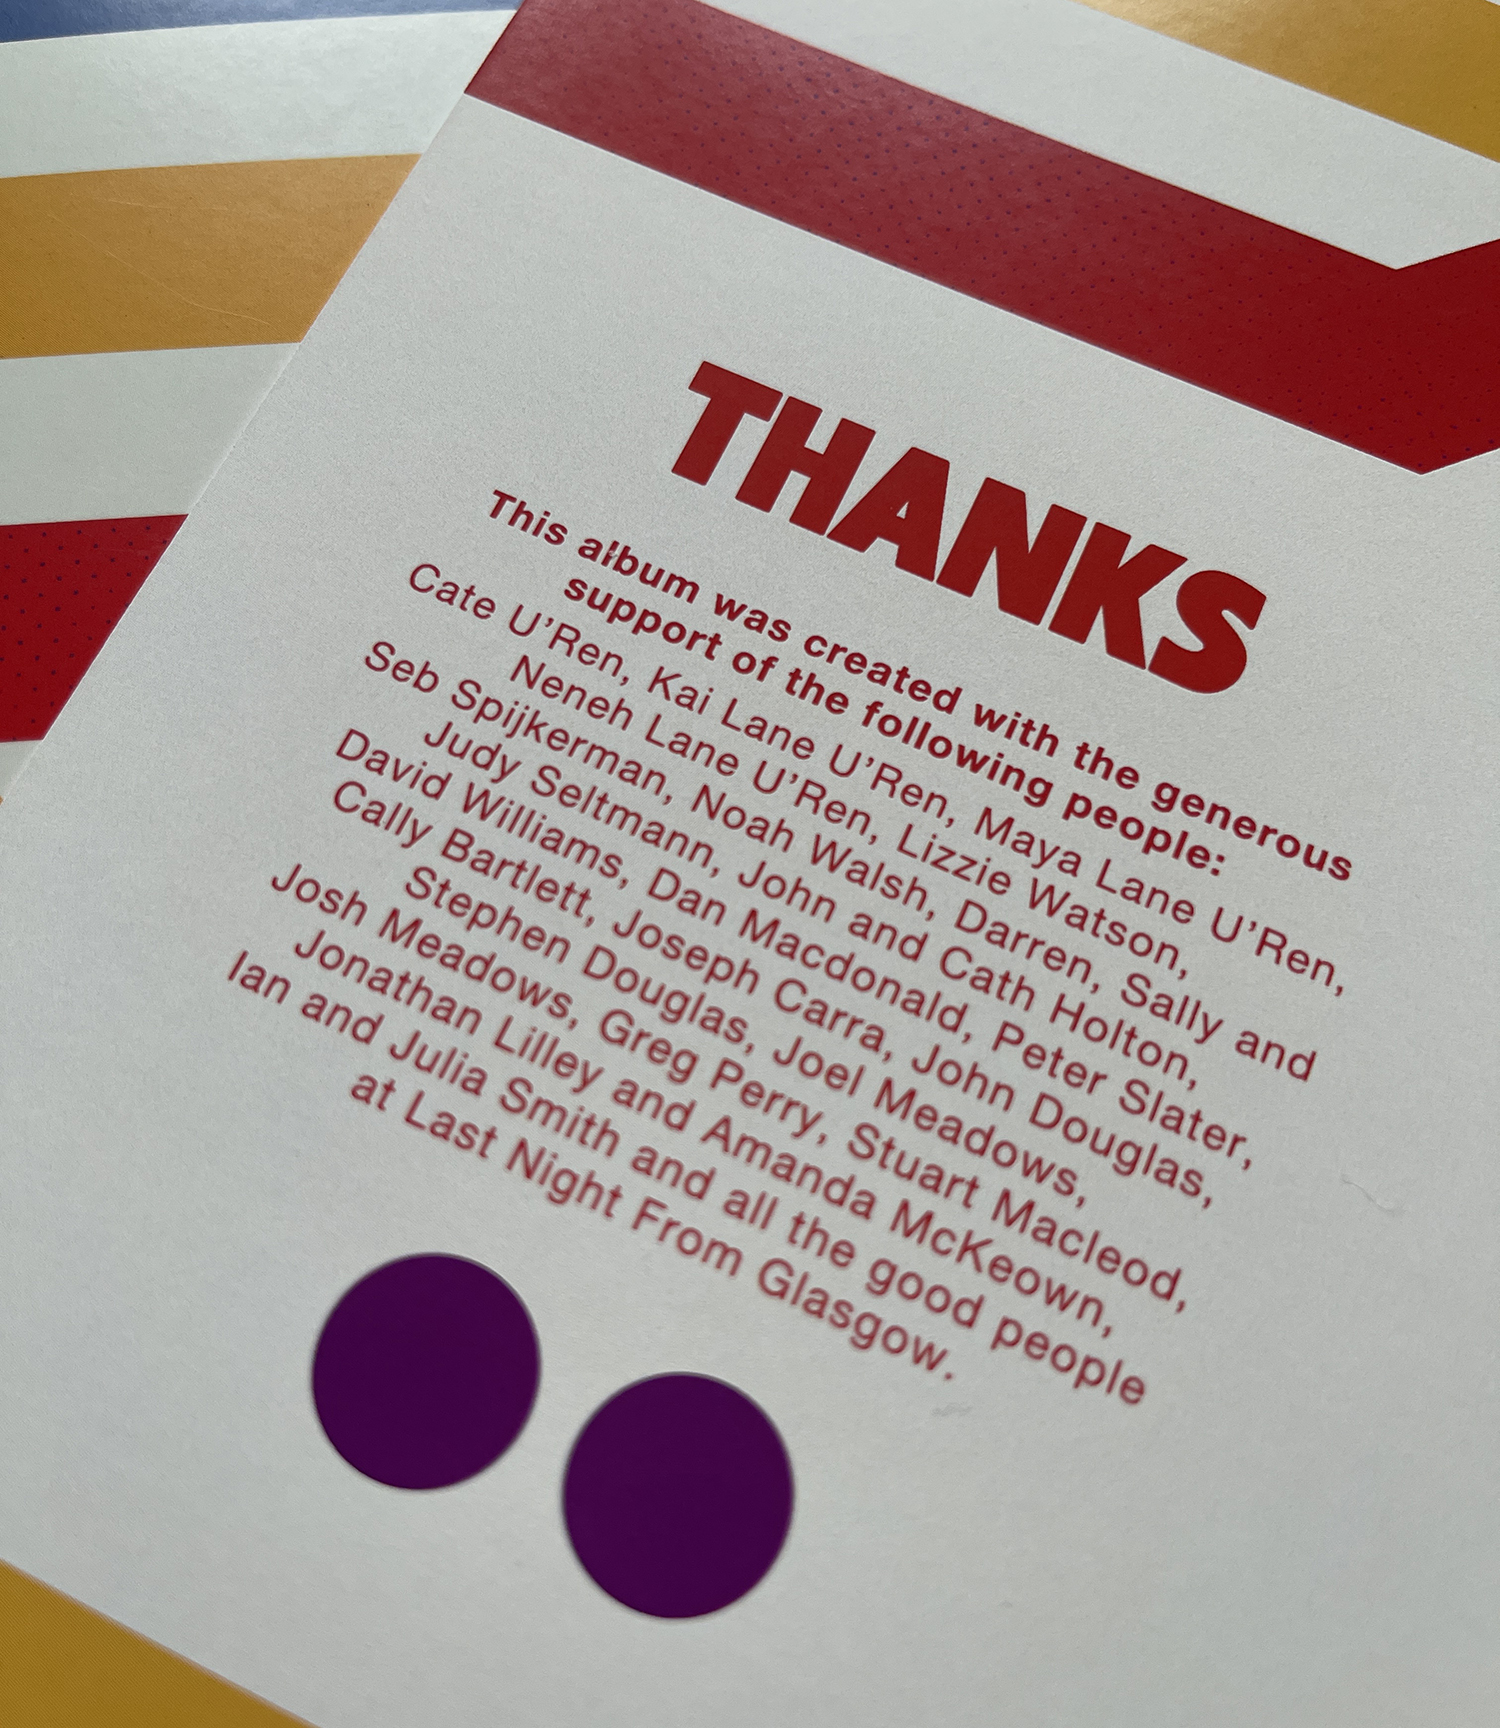 THANKS
This album was created with the generous
support of the following people:
Cate U’Ren, Kai Lane U’Ren, Maya Lane U’Ren,
Neneh Lane U’Ren, Lizzie Watson,
Seb Spijkerman, Noah Walsh, Darren, Sally and
Judy Seltmann, John and Cath Holton,
David Williams, Dan Macdonald, Peter Slater,
Cally Bartlett, Joseph Carra, John Douglas,
Stephen Douglas, Joel Meadows,
Josh Meadows, Greg Perry, Stuart Macleod,
Jonathan Lilley and Amanda McKeown,
Ian and Julia Smith and all the good people
at Last Night From Glasgow.